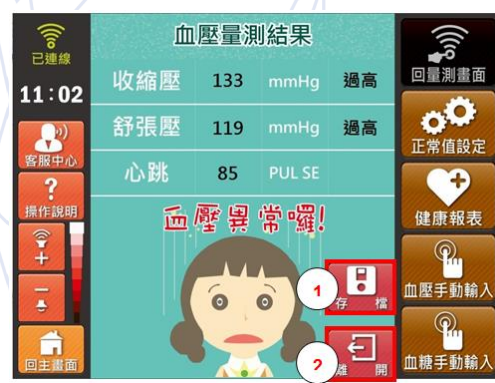 已連線
11:02
客服中心
?
操作說明
+
-
回主畫面
血壓量測結果
收縮壓 133 mmHg 過高
舒張壓 119 mmHg 過高
心跳 85 PUL SE
血壓異常囉!
1
存 檔
2
離 開
回量測畫面
正常值設定
健康報表
血壓手動輸入
血糖手動輸入